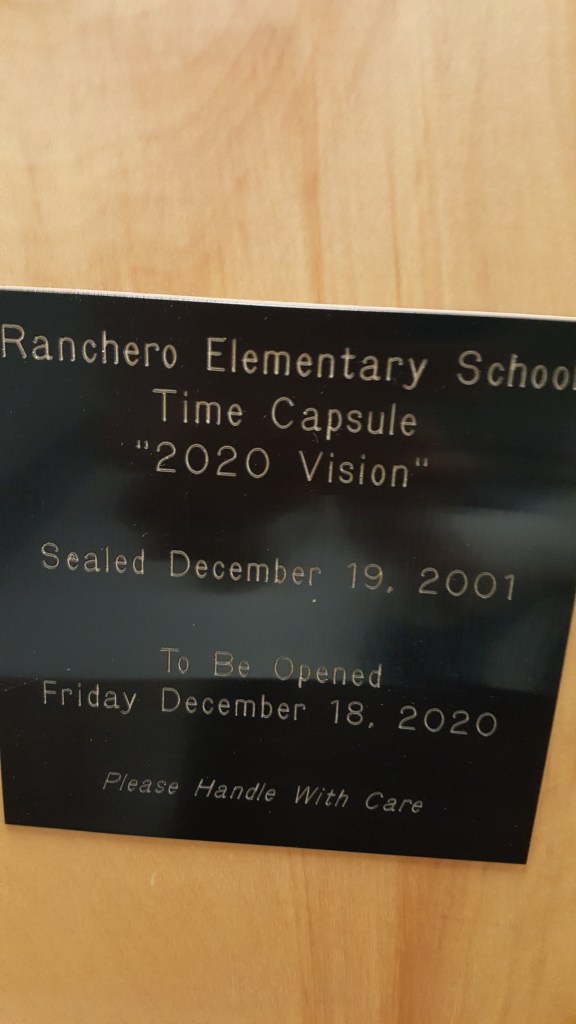 Ranchero Elementary School
Time Capsule
"2020 Vision"
Sealed December 19, 2001
To Be Opened
Friday December 18, 2020
Please Handle With Care